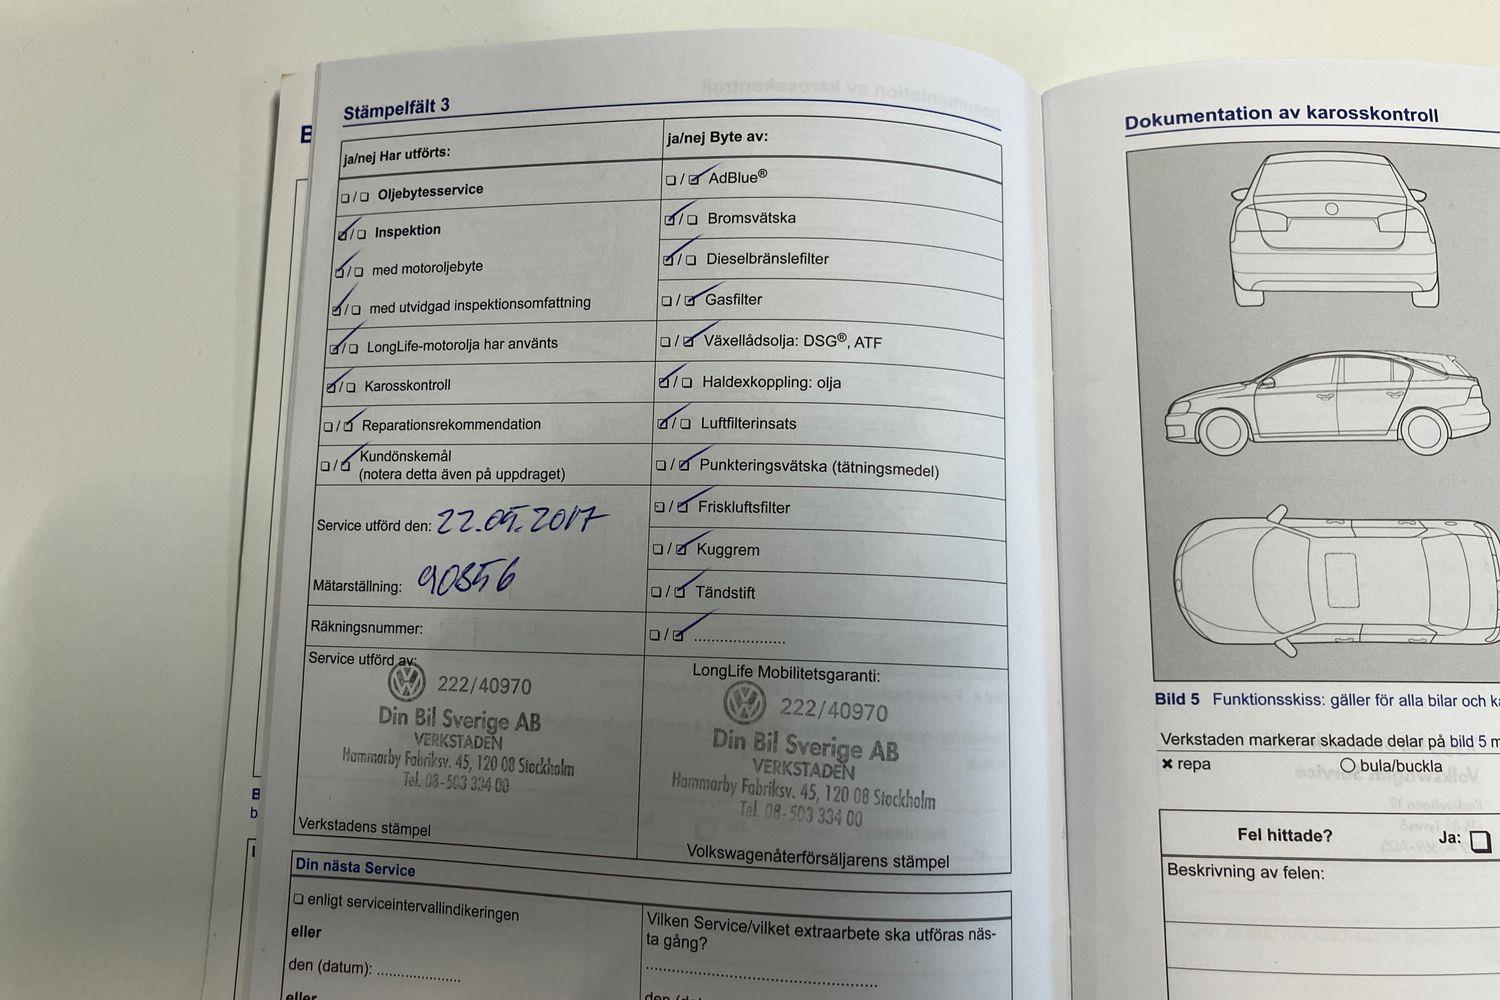 Stämpelfält 3
ja/nej Har utförts:
❏/❏ Oljebytesservice
☑/❏ Inspektion
☑/❏ med motoroljebyte
☑/❏ med utvidgad inspektionsomfattning
☑/❏ LongLife-motorolja har använts
☑/❏ Karosskontroll
❏/☑ Reparationsrekommendation
❏/☑ Kundönskemål
(notera detta även på uppdraget)
Service utförd den: 22.05.2017
Mätarställning: 90856
Räkningsnummer:
Service utförd av:
222/40970
Din Bil Sverige AB
VERKSTADEN
Hammarby Fabriksv. 45, 120 08 Stockholm
Tel. 08-503 334 00
Verkstadens stämpel
ja/nej Byte av:
❏/☑ AdBlue®
☑/❏ Bromsvätska
☑/❏ Dieselbränslefilter
❏/☑ Gasfilter
❏/☑ Växellådsolja: DSG®, ATF
☑/❏ Haldexkoppling: olja
☑/❏ Luftfilterinsats
❏/☑ Punkteringsvätska (tätningsmedel)
❏/☑ Friskluftsfilter
❏/☑ Kuggrem
❏/☑ Tändstift
❏/☑ ......................
LongLife Mobilitetsgaranti:
222/40970
Din Bil Sverige AB
VERKSTADEN
Hammarby Fabriksv. 45, 120 08 Stockholm
Tel. 08-503 334 00
Volkswagenåterförsäljarens stämpel
Din nästa Service
❏ enligt serviceintervallindikeringen
eller
den (datum): ....................
eller
Vilken Service/vilket extraarbete ska utföras näs-
ta gång?
Dokumentation av karosskontroll
Bild 5 Funktionsskiss: gäller för alla bilar och
Verkstaden markerar skadade delar på bild 5
✖ repa ○ bula/buckla
Fel hittade? Ja: ❏
Beskrivning av felen: